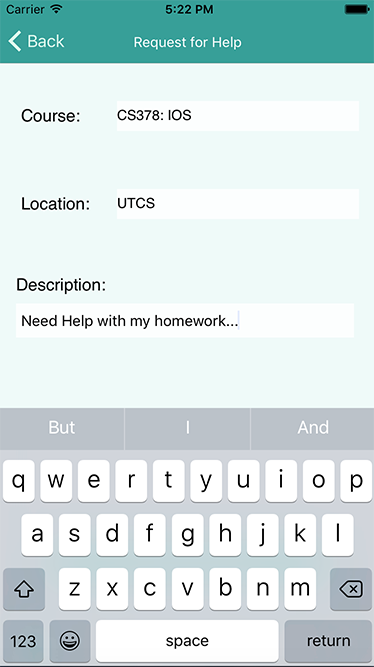 Carrier 5:22 PM
Back Request for Help
Course: CS378: IOS
Location: UTCS
Description:
Need Help with my homework...
But I And
q w e r t y u i o p
a s d f g h j k l
z x c v b n m
123 space return